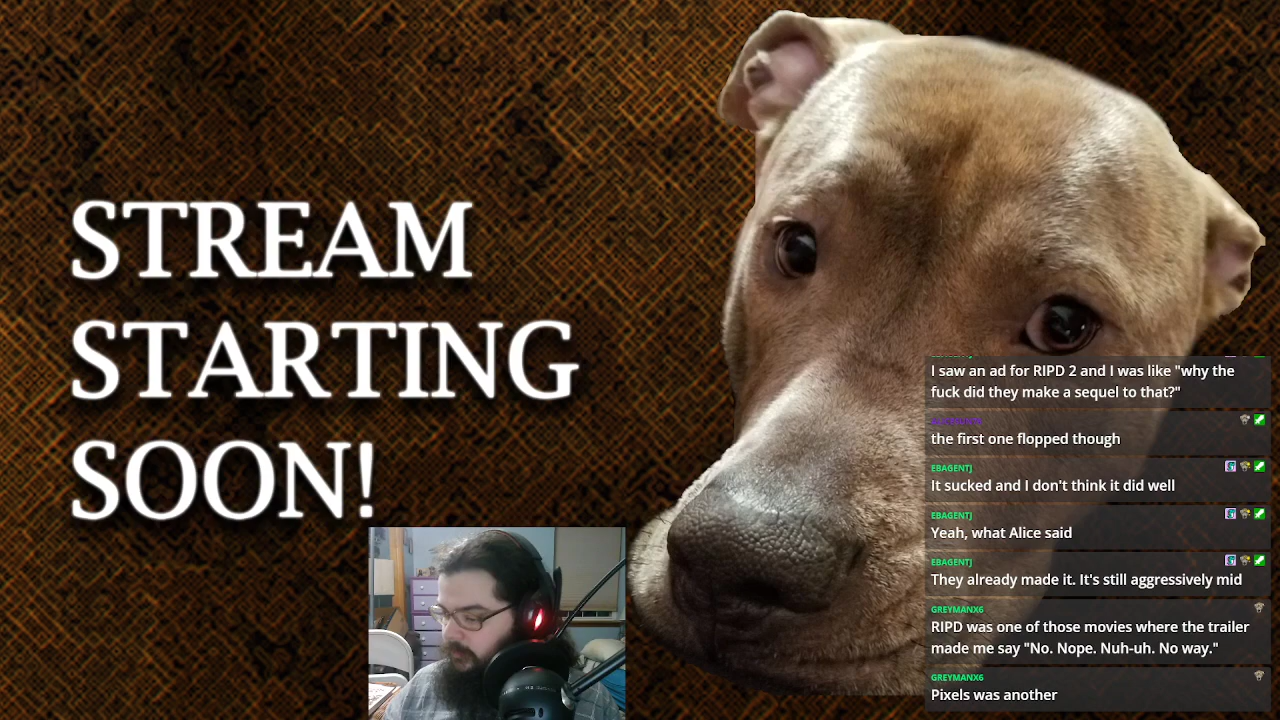 STREAM
STARTING
SOON!
I saw an ad for RIPD 2 and I was like "why the
fuck did they make a sequel to that?"
the first one flopped though
EBAGENTJ
It sucked and I don't think it did well
EBAGENTJ
Yeah, what Alice said
EBAGENTJ
They already made it. It's still aggressively mid
GREYMANX6
RIPD was one of those movies where the trailer
made me say "No. Nope. Nuh-uh. No way."
GREYMANX6
Pixels was another